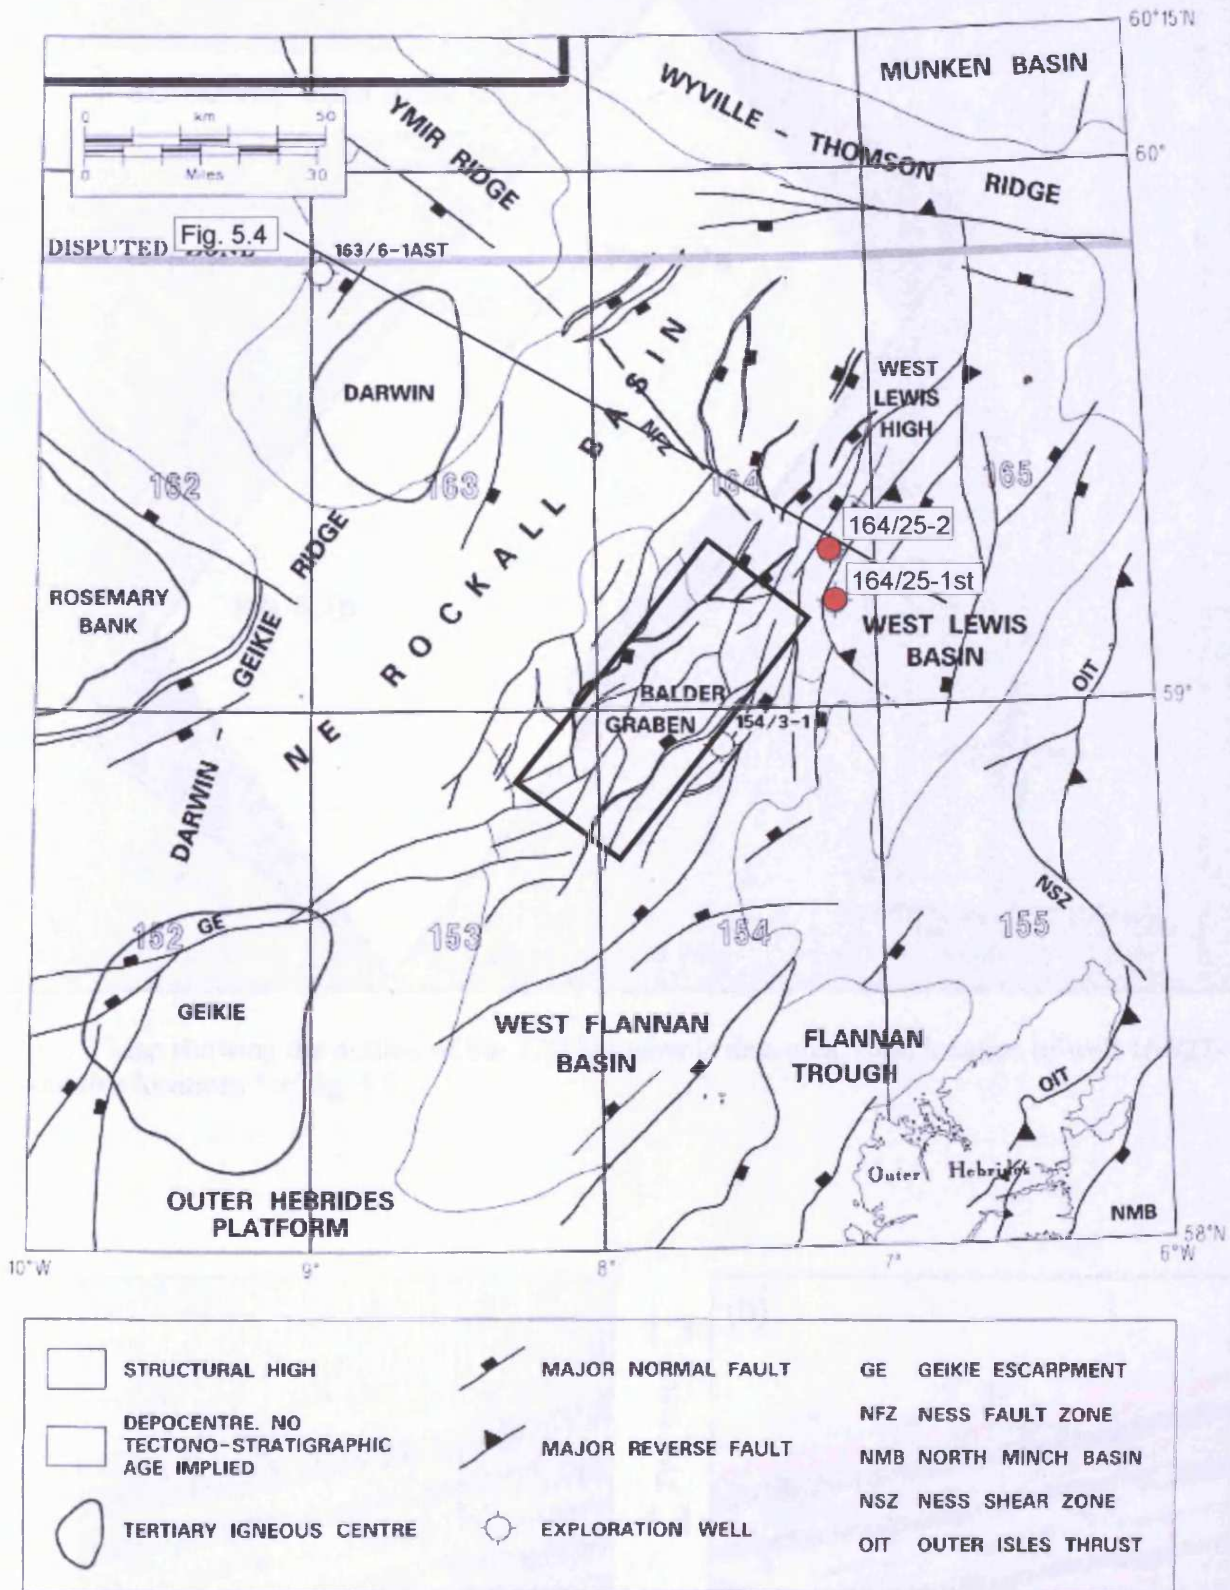 60°15'N
MUNKEN BASIN
WYVILLE - THOMSON RIDGE
YMIR RIDGE
0 km 50
0 Miles 30
60°
Fig. 5.4
DISPUTED
163/6-1AST
DARWIN
WEST
LEWIS
HIGH
NFZ
162
163
164
165
NE ROCKALL BASIN
164/25-2
164/25-1st
ROSEMARY
BANK
GEIKIE RIDGE
DARWIN
WEST LEWIS
BASIN
OIT
BALDER
GRABEN
154/3-1
59°
NSZ
GE
152
153
154
155
GEIKIE
WEST FLANNAN
BASIN
FLANNAN
TROUGH
OIT
Outer Hebrides
OUTER HEBRIDES
PLATFORM
NMB
58°N
10°W
9°
8°
7°
6°W
STRUCTURAL HIGH
DEPOCENTRE. NO
TECTONO-STRATIGRAPHIC
AGE IMPLIED
TERTIARY IGNEOUS CENTRE
MAJOR NORMAL FAULT
MAJOR REVERSE FAULT
EXPLORATION WELL
GE GEIKIE ESCARPMENT
NFZ NESS FAULT ZONE
NMB NORTH MINCH BASIN
NSZ NESS SHEAR ZONE
OIT OUTER ISLES THRUST